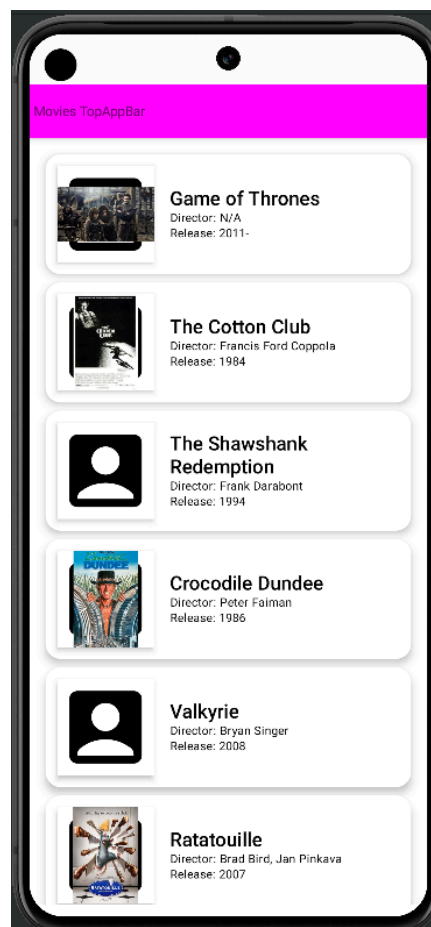 Movies TopAppBar
Game of Thrones
Director: N/A
Release: 2011-
The Cotton Club
Director: Francis Ford Coppola
Release: 1984
The Shawshank
Redemption
Director: Frank Darabont
Release: 1994
DUNDEE
Crocodile Dundee
Director: Peter Faiman
Release: 1986
Valkyrie
Director: Bryan Singer
Release: 2008
RATATOUILLE
Ratatouille
Director: Brad Bird, Jan Pinkava
Release: 2007